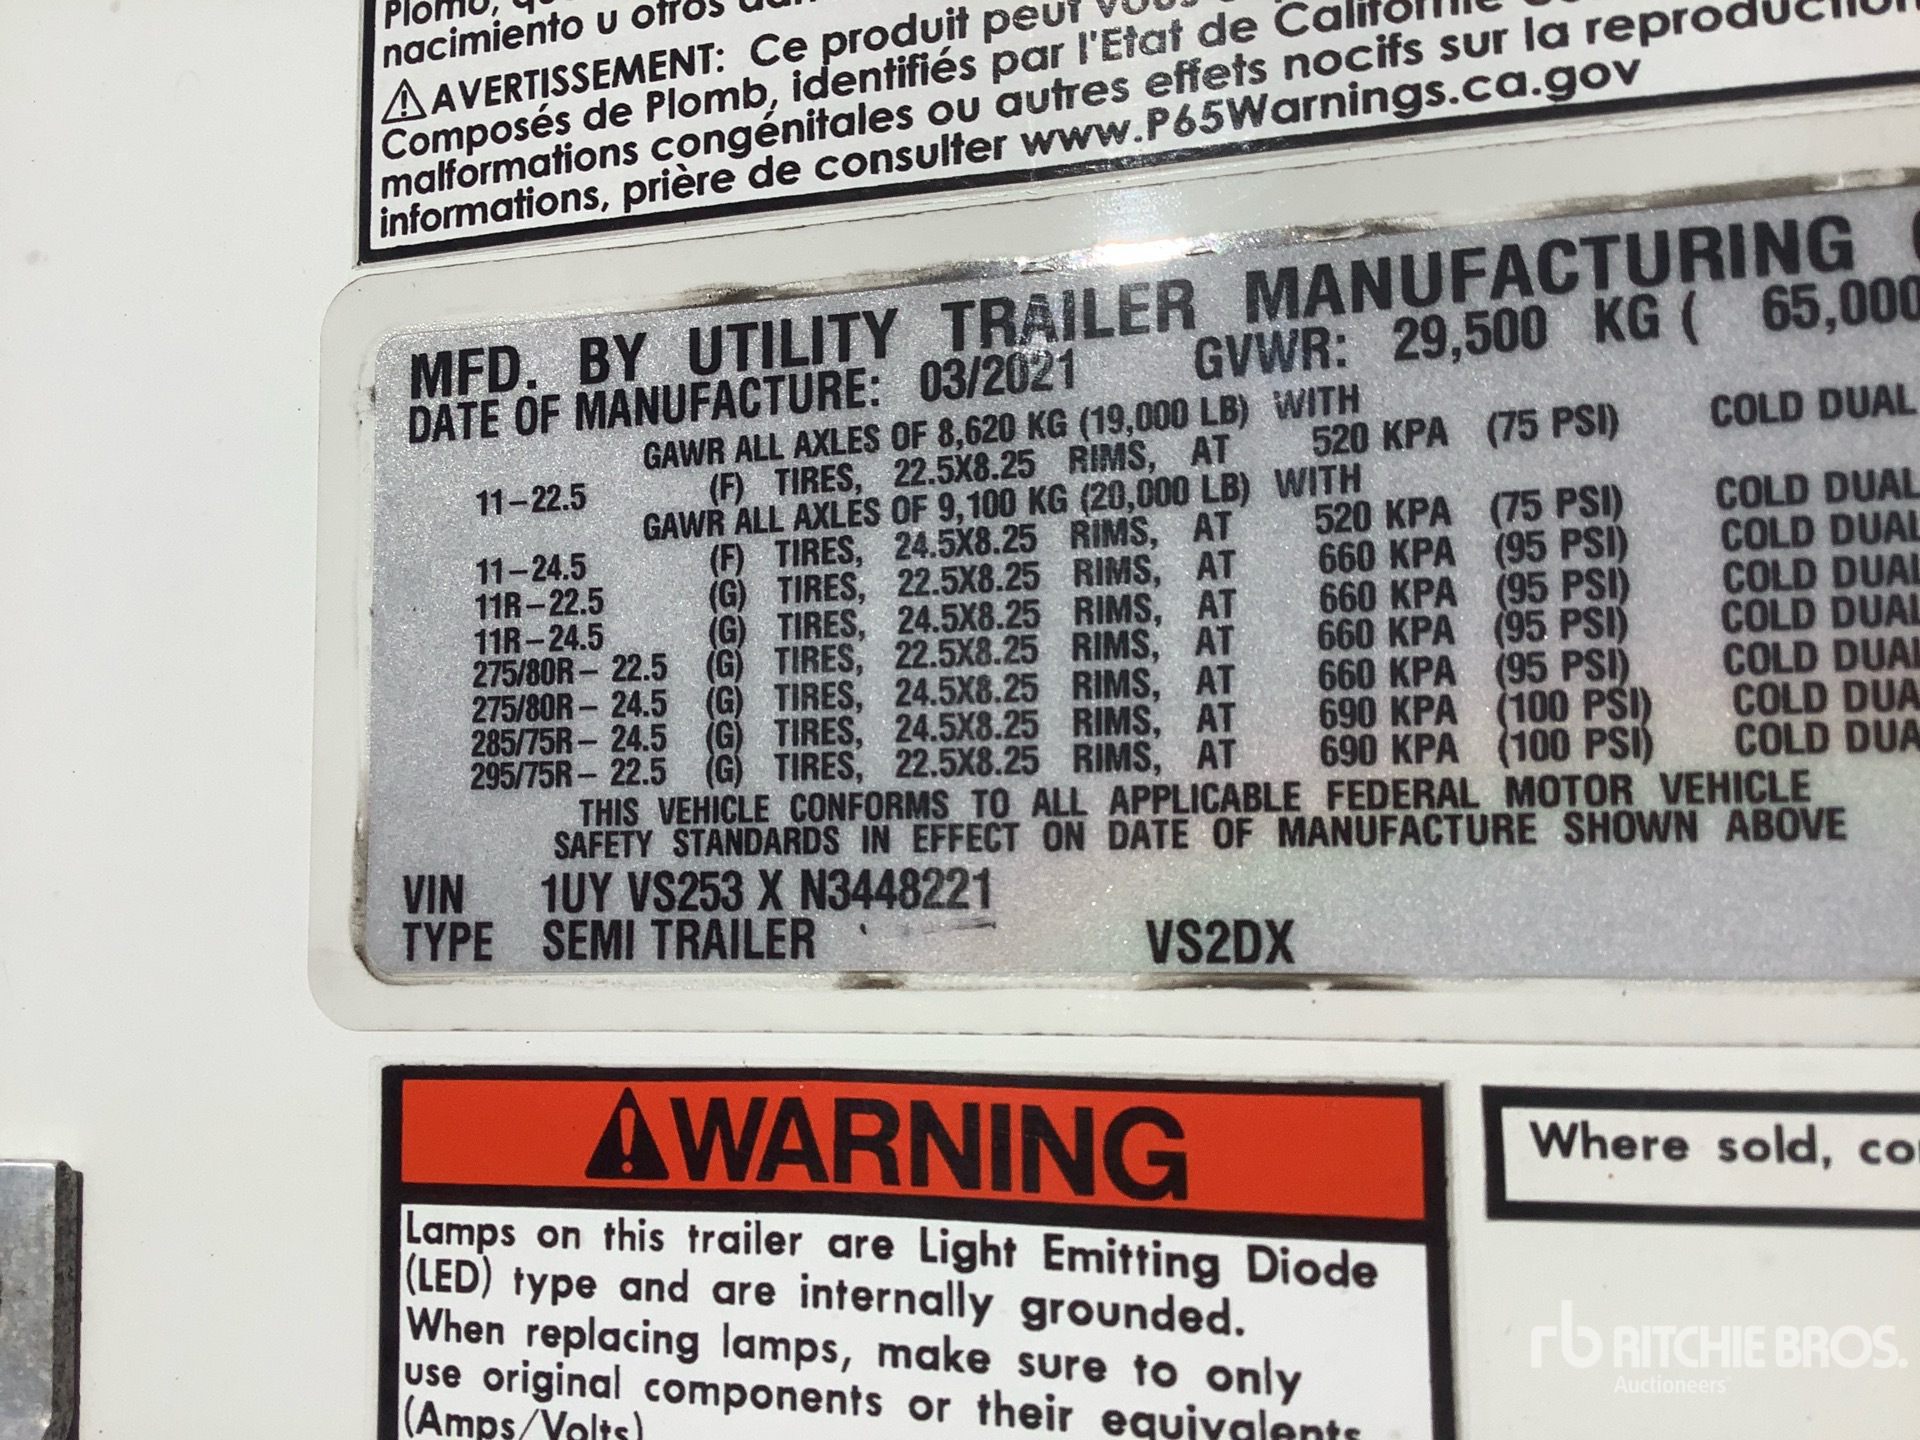 nacimiento u otros
⚠AVERTISSEMENT: Ce produit peut
Composés de Plomb, identifiés par l'Etat de Californie
malformations congénitales ou autres effets nocifs sur la reproduction
informations, prière de consulter www.P65Warnings.ca.gov
MFD. BY UTILITY TRAILER MANUFACTURING
DATE OF MANUFACTURE: 03/2021 GVWR: 29,500 KG ( 65,000
GAWR ALL AXLES OF 8,620 KG (19,000 LB) WITH
11–22.5 (F) TIRES, 22.5X8.25 RIMS, AT 520 KPA (75 PSI) COLD DUAL
GAWR ALL AXLES OF 9,100 KG (20,000 LB) WITH
11–24.5 (F) TIRES, 24.5X8.25 RIMS, AT 520 KPA (75 PSI) COLD DUAL
11R–22.5 (G) TIRES, 22.5X8.25 RIMS, AT 660 KPA (95 PSI) COLD DUAL
11R–24.5 (G) TIRES, 24.5X8.25 RIMS, AT 660 KPA (95 PSI) COLD DUAL
275/80R– 22.5 (G) TIRES, 22.5X8.25 RIMS, AT 660 KPA (95 PSI) COLD DUAL
275/80R– 24.5 (G) TIRES, 24.5X8.25 RIMS, AT 660 KPA (95 PSI) COLD DUAL
285/75R– 24.5 (G) TIRES, 24.5X8.25 RIMS, AT 690 KPA (100 PSI) COLD DUA
295/75R– 22.5 (G) TIRES, 22.5X8.25 RIMS, AT 690 KPA (100 PSI) COLD DUA
THIS VEHICLE CONFORMS TO ALL APPLICABLE FEDERAL MOTOR VEHICLE
SAFETY STANDARDS IN EFFECT ON DATE OF MANUFACTURE SHOWN ABOVE
VIN 1UY VS253 X N3448221
TYPE SEMI TRAILER VS2DX
⚠WARNING
Lamps on this trailer are Light Emitting Diode
(LED) type and are internally grounded.
When replacing lamps, make sure to only
use original components or their equivalents
(Amps/Volts)
Where sold, co
rb RITCHIE BROS.
Auctioneers